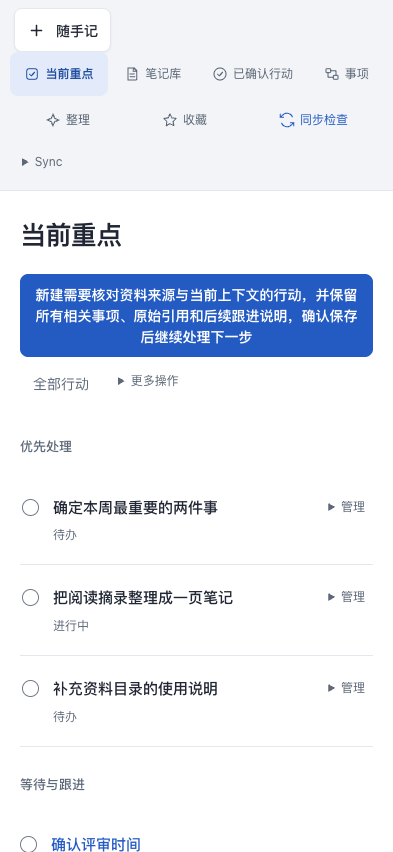 随手记
当前重点
笔记库
已确认行动
事项
整理
收藏
同步检查
Sync
当前重点
新建需要核对资料来源与当前上下文的行动，并保留
所有相关事项、原始引用和后续跟进说明，确认保存
后继续处理下一步
全部行动
更多操作
优先处理
确定本周最重要的两件事
管理
待办
把阅读摘录整理成一页笔记
管理
进行中
补充资料目录的使用说明
管理
待办
等待与跟进
确认评审时间